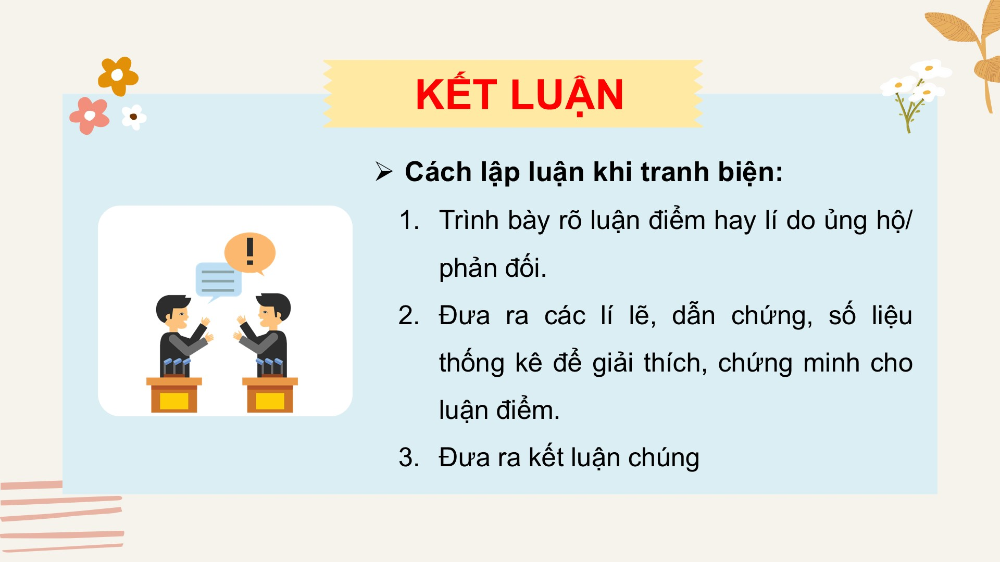 KẾT LUẬN
➢ Cách lập luận khi tranh biện:
1. Trình bày rõ luận điểm hay lí do ủng hộ/
phản đối.
2. Đưa ra các lí lẽ, dẫn chứng, số liệu
thống kê để giải thích, chứng minh cho
luận điểm.
3. Đưa ra kết luận chúng
!